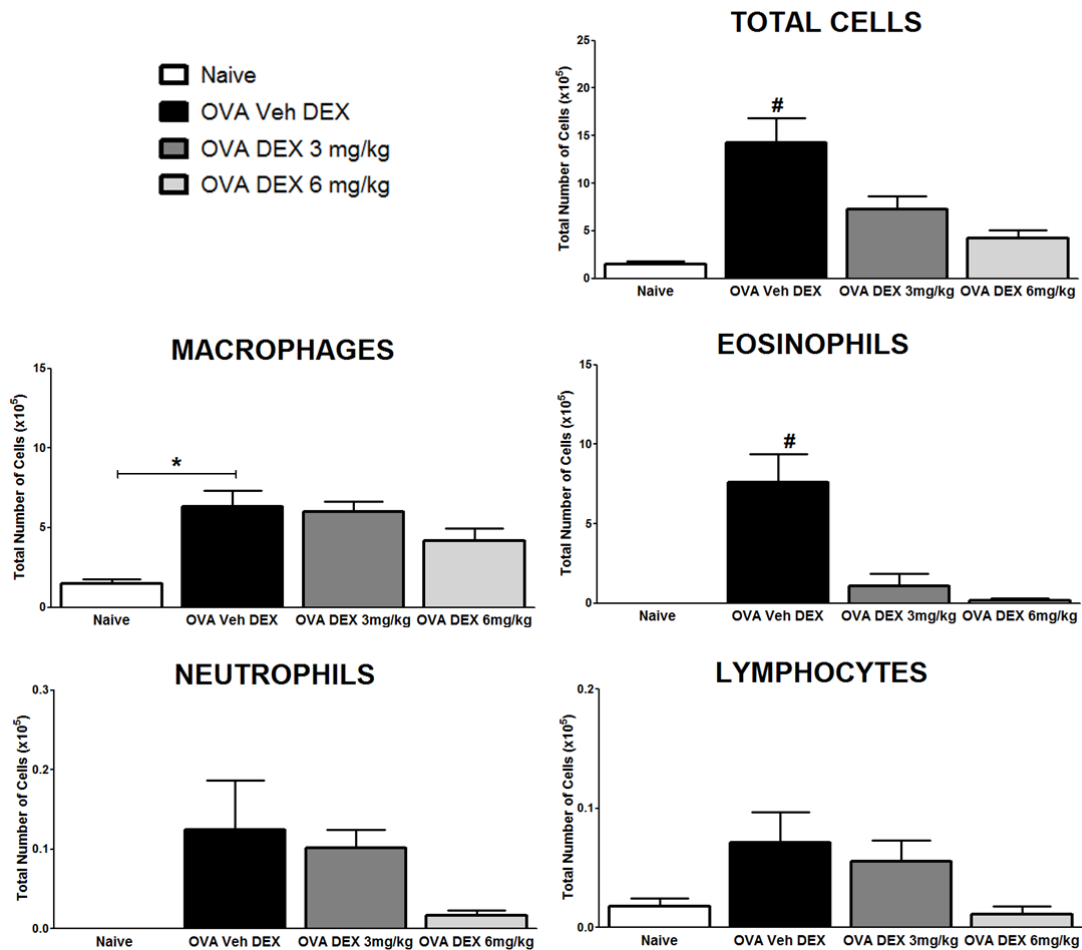 Naive
OVA Veh DEX
OVA DEX 3 mg/kg
OVA DEX 6 mg/kg
TOTAL CELLS
Total Number of Cells (x10⁵)
25
20
15
10
5
0
#
Naive OVA Veh DEX OVA DEX 3mg/kg OVA DEX 6mg/kg
MACROPHAGES
Total Number of Cells (x10⁵)
15
10
5
0
*
Naive OVA Veh DEX OVA DEX 3mg/kg OVA DEX 6mg/kg
EOSINOPHILS
Total Number of Cells (x10⁵)
15
10
5
0
#
Naive OVA Veh DEX OVA DEX 3mg/kg OVA DEX 6mg/kg
NEUTROPHILS
Total Number of Cells (x10⁵)
0.3
0.2
0.1
0.0
Naive OVA Veh DEX OVA DEX 3mg/kg OVA DEX 6mg/kg
LYMPHOCYTES
Total Number of Cells (x10⁵)
0.2
0.1
0.0
Naive OVA Veh DEX OVA DEX 3mg/kg OVA DEX 6mg/kg